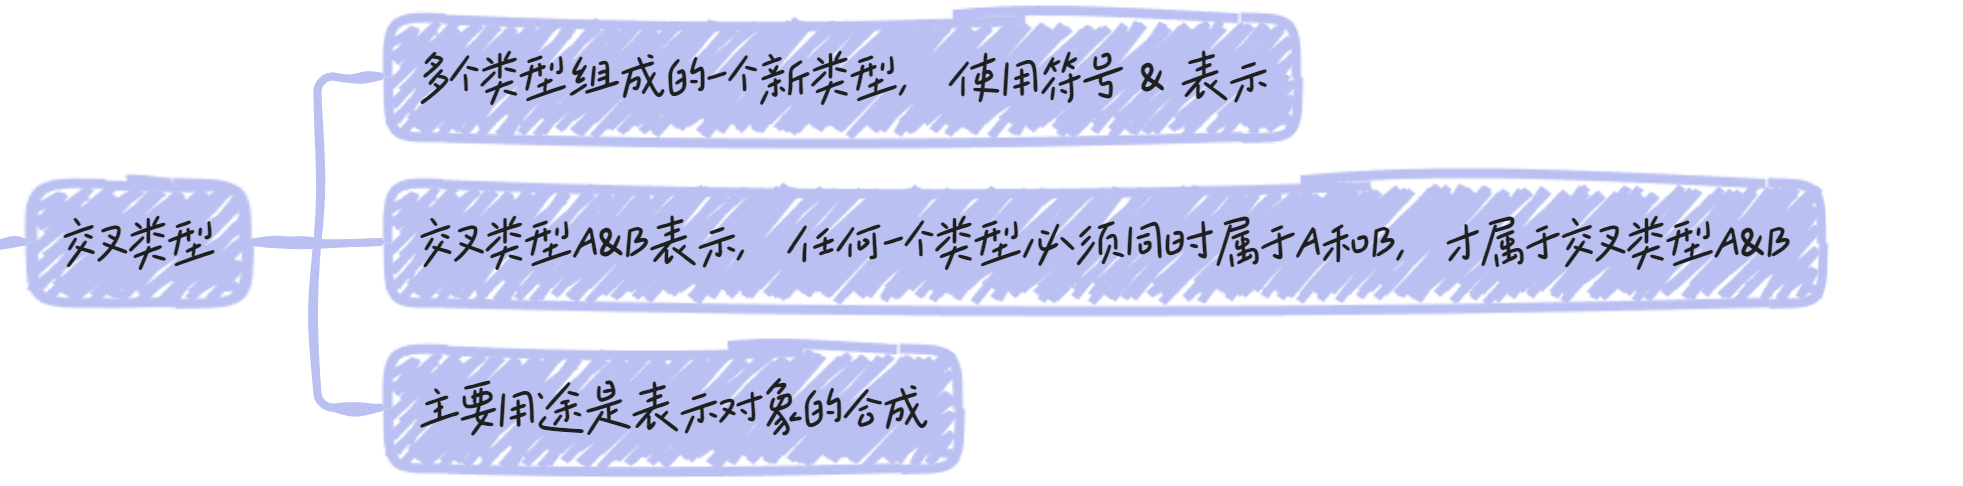 多个类型组成的一个新类型， 使用符号 & 表示
交叉类型
交叉类型A&B表示， 任何一个类型必须同时属于A和B， 才属于交叉类型A&B
主要用途是表示对象的合成